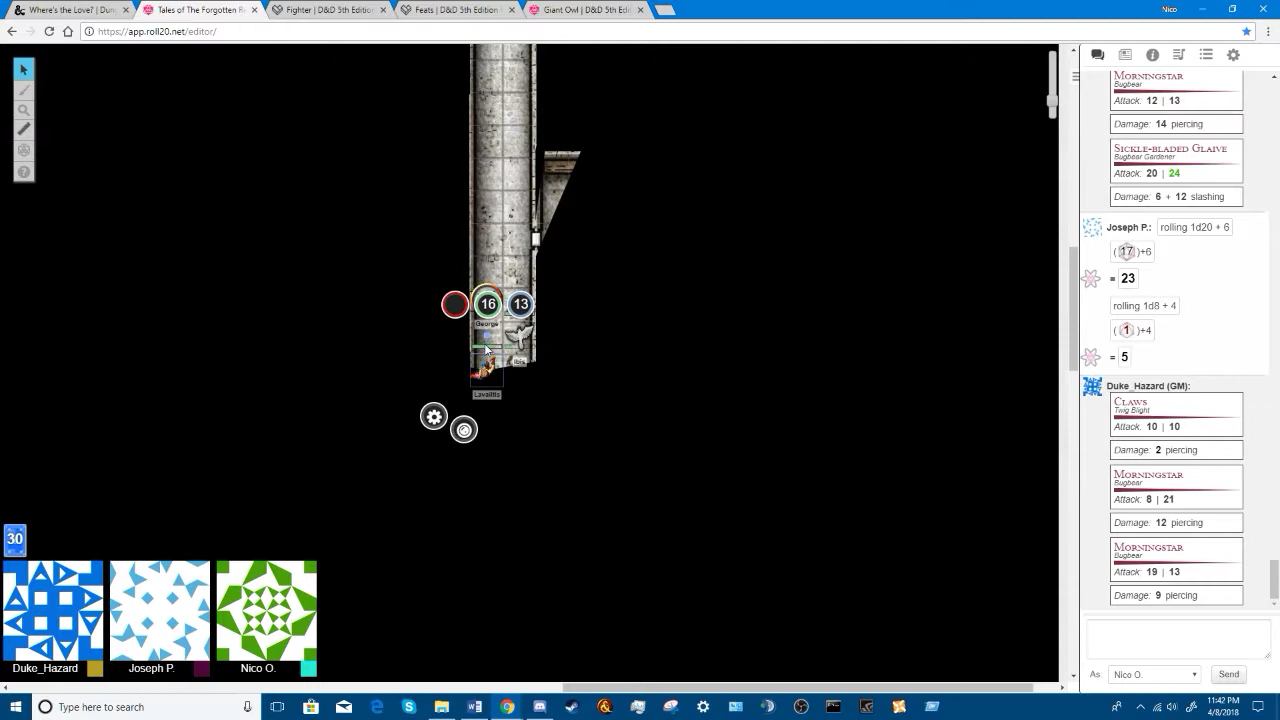 Where's the Love? | Dun
Tales of The Forgotten R
Fighter | D&D 5th Edition
Feats | D&D 5th Edition
Giant Owl | D&D 5th Ed
Nico
https://app.roll20.net/editor/
MORNINGSTAR
Bugbear
Attack: 12 | 13
Damage: 14 piercing
SICKLE-BLADED GLAIVE
Bugbear Gardener
Attack: 20 | 24
Damage: 6 + 12 slashing
Joseph P.: rolling 1d20 + 6
(17)+6
= 23
rolling 1d8 + 4
(1)+4
= 5
Duke_Hazard (GM):
CLAWS
Twig Blight
Attack: 10 | 10
Damage: 2 piercing
MORNINGSTAR
Bugbear
Attack: 8 | 21
Damage: 12 piercing
MORNINGSTAR
Bugbear
Attack: 19 | 13
Damage: 9 piercing
16 13
George
Ibis
Lavailtis
30
Duke_Hazard
Joseph P.
Nico O.
As: Nico O. Send
Type here to search
11:42 PM
4/8/2018